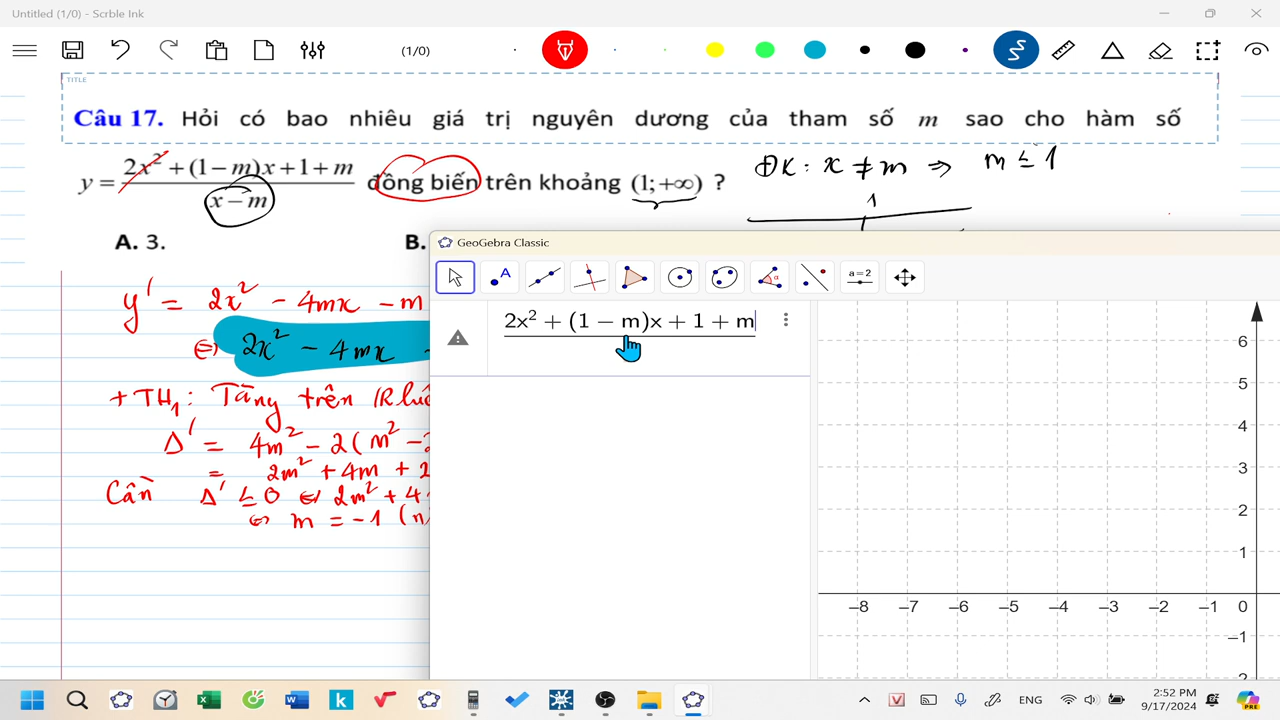 Untitled (1/0) - Scrble Ink
(1/0)
TITLE
Câu 17. Hỏi có bao nhiêu giá trị nguyên dương của tham số m sao cho hàm số
y = 2x² + (1 − m)x + 1 + m / x − m đồng biến trên khoảng (1; +∞) ?
ĐK: x ≠ m ⇒ m ≤ 1
1
A. 3.
B.
GeoGebra Classic
A
α
a=2
2x² + (1 − m)x + 1 + m
y' = 2x² − 4mx − m
⇔ 2x² − 4mx −
+ TH₁: Tăng trên ℝ
Δ' = 4m² − 2(m² − 2
= 2m² + 4m + 2
Cần Δ' ≤ 0 ⇔ 2m² + 4
⇔ m = −1 (n
6
5
4
3
2
1
−8 −7 −6 −5 −4 −3 −2 −1 0
−1
ENG
2:52 PM
9/17/2024
PRE